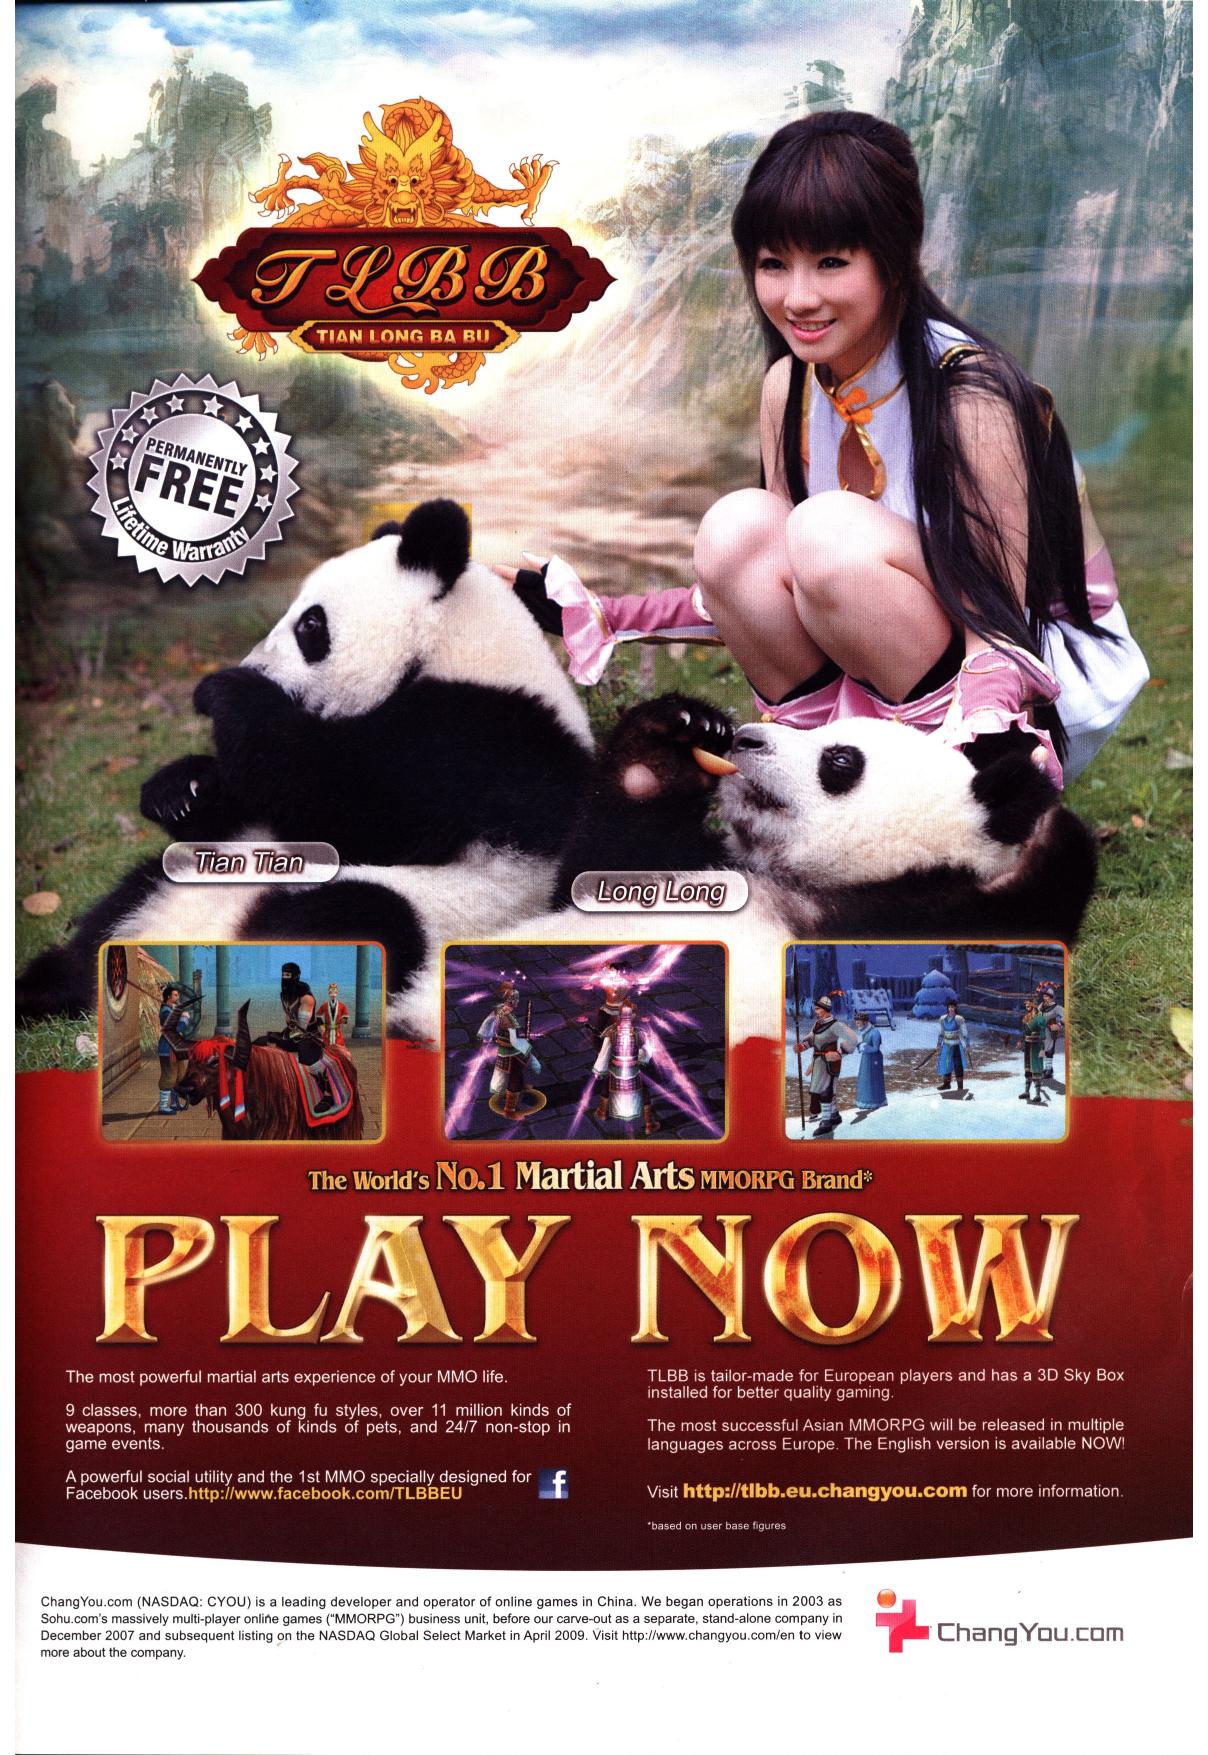 TLBB
TIAN LONG BA BU
PERMANENTLY
FREE
Lifetime Warranty
Tian Tian
Long Long
The World's No.1 Martial Arts MMORPG Brand*
PLAY NOW
The most powerful martial arts experience of your MMO life.
9 classes, more than 300 kung fu styles, over 11 million kinds of
weapons, many thousands of kinds of pets, and 24/7 non-stop in
game events.
A powerful social utility and the 1st MMO specially designed for
Facebook users.http://www.facebook.com/TLBBEU
f
TLBB is tailor-made for European players and has a 3D Sky Box
installed for better quality gaming.
The most successful Asian MMORPG will be released in multiple
languages across Europe. The English version is available NOW!
Visit http://tlbb.eu.changyou.com for more information.
*based on user base figures
ChangYou.com (NASDAQ: CYOU) is a leading developer and operator of online games in China. We began operations in 2003 as
Sohu.com's massively multi-player online games ("MMORPG") business unit, before our carve-out as a separate, stand-alone company in
December 2007 and subsequent listing on the NASDAQ Global Select Market in April 2009. Visit http://www.changyou.com/en to view
more about the company.
ChangYou.com